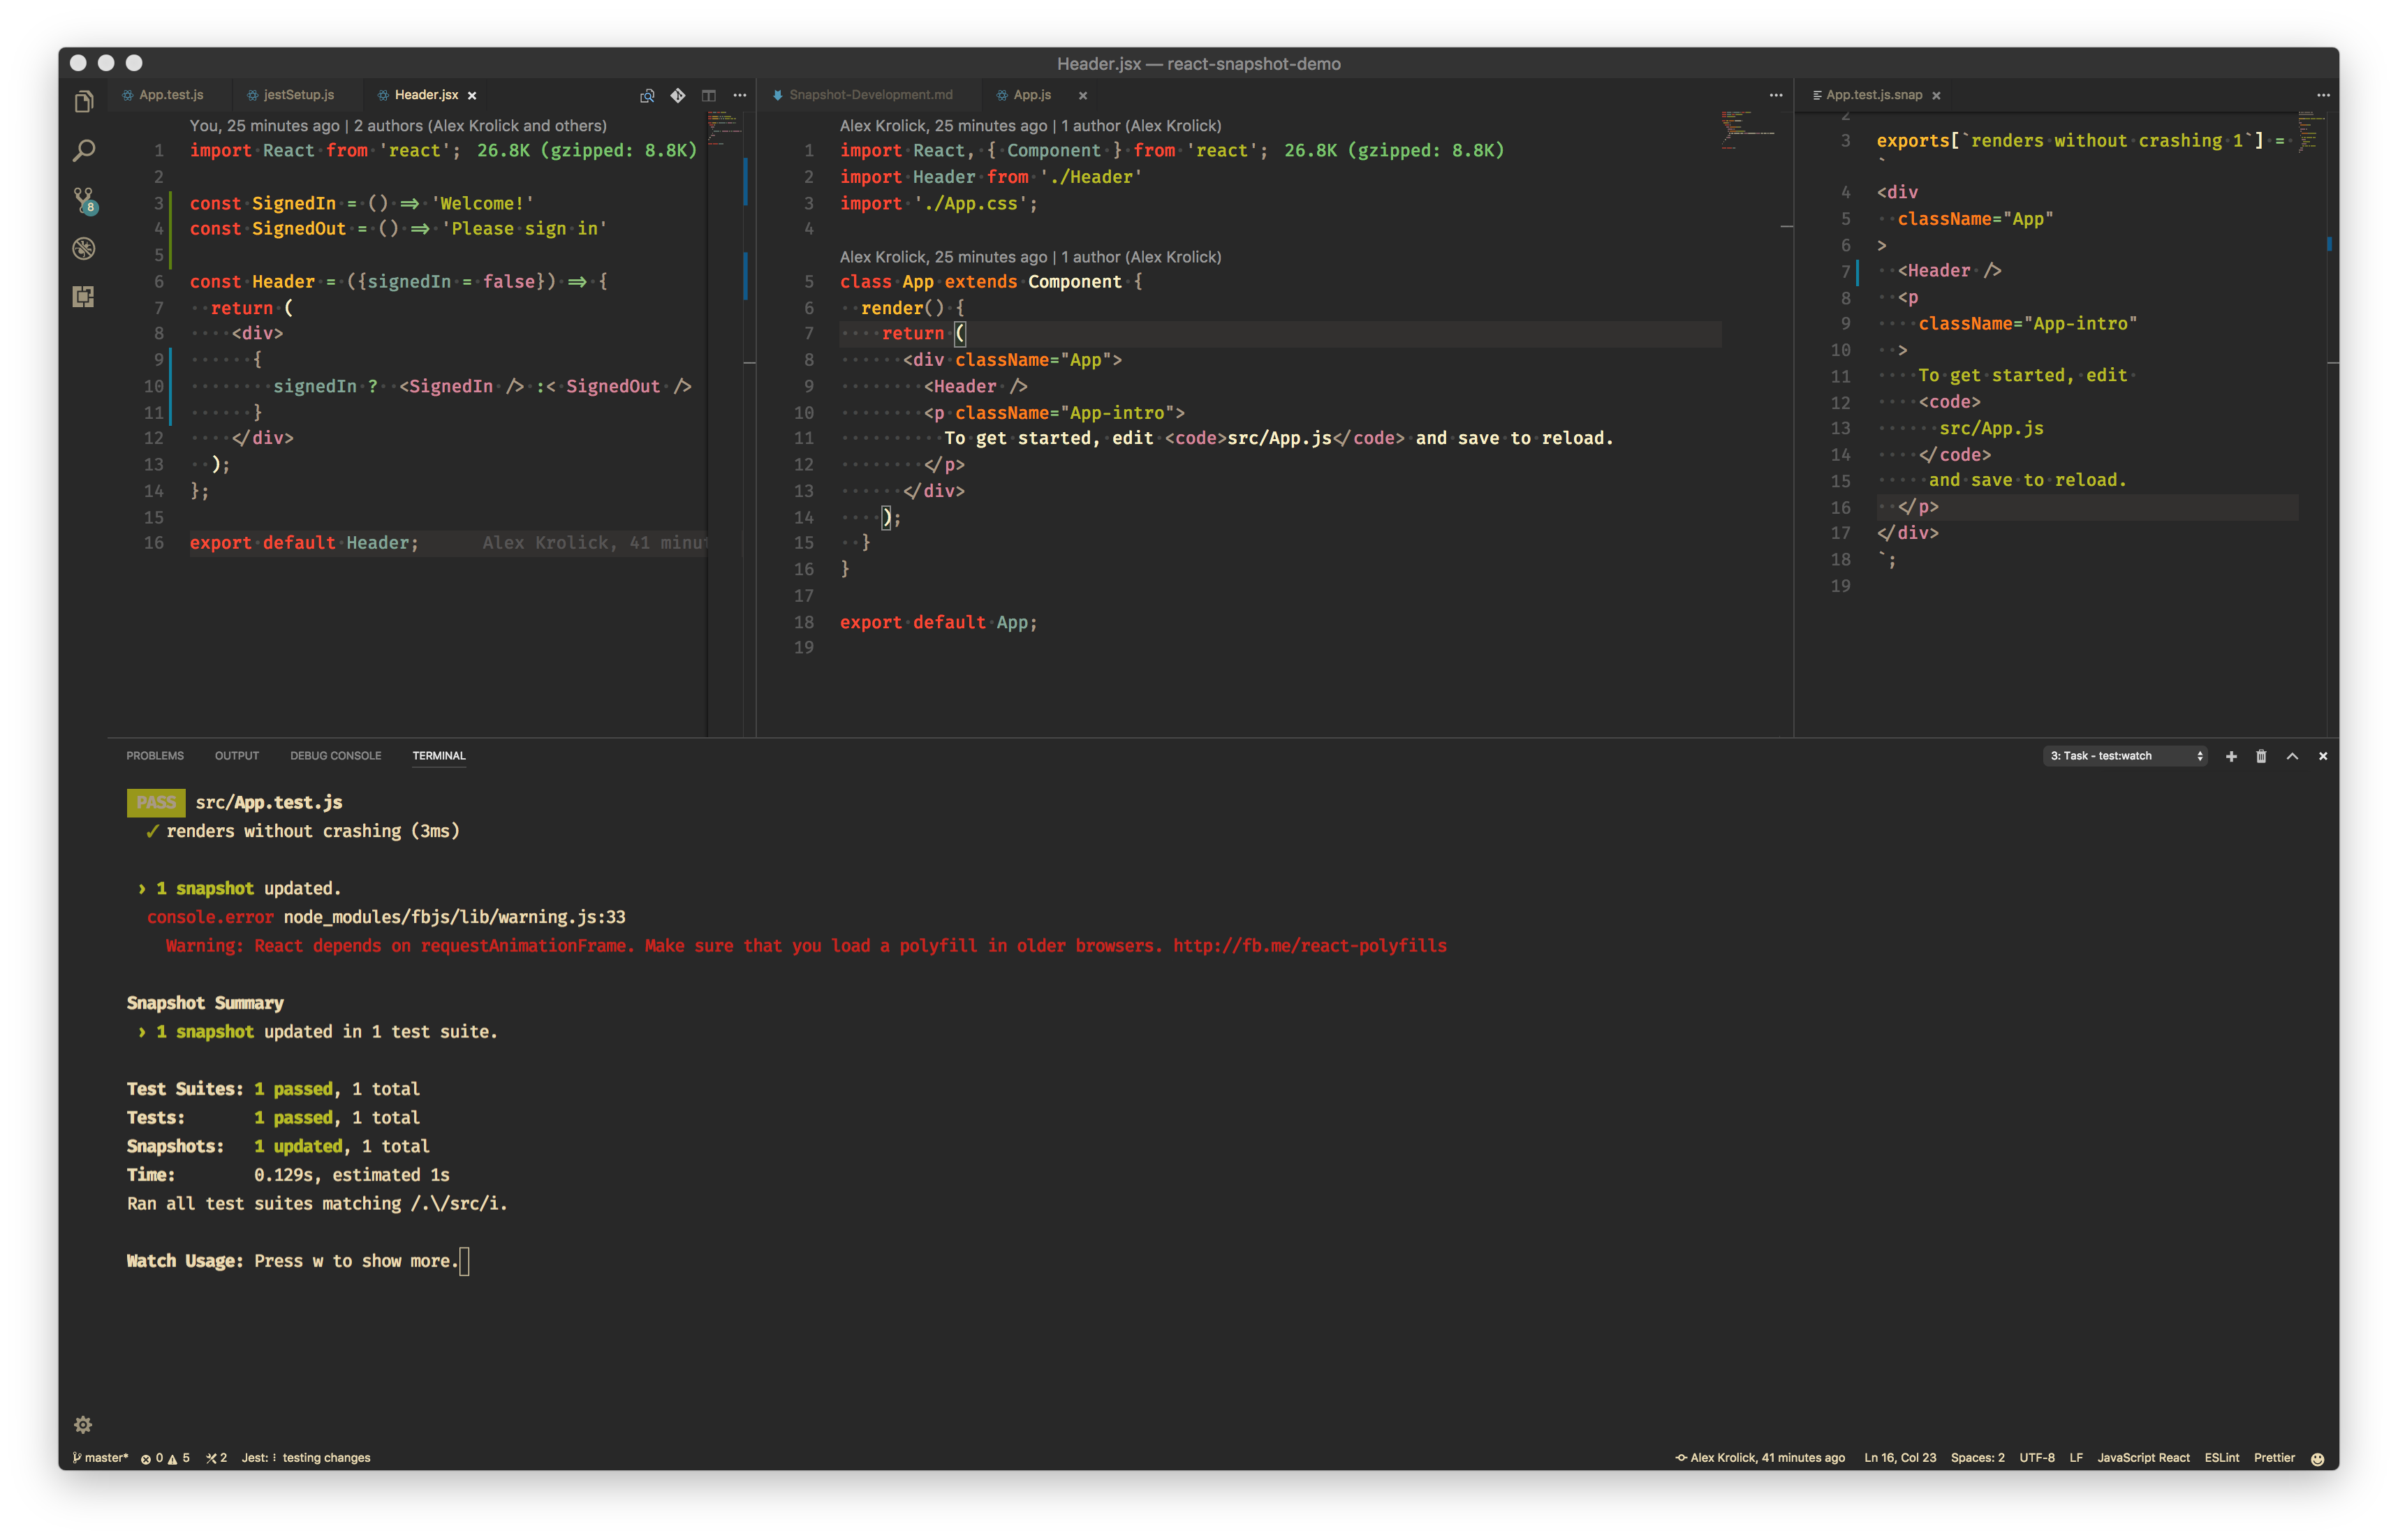 Header.jsx — react-snapshot-demo
App.test.js
jestSetup.js
Header.jsx
You, 25 minutes ago | 2 authors (Alex Krolick and others)
1 import React from 'react'; 26.8K (gzipped: 8.8K)
2
3 const SignedIn = () => 'Welcome!'
4 const SignedOut = () => 'Please sign in'
5
6 const Header = ({signedIn = false}) => {
7 return (
8 <div>
9 {
10 signedIn ? <SignedIn /> :< SignedOut />
11 }
12 </div>
13 );
14 };
15
16 export default Header; Alex Krolick, 41 minut
Snapshot-Development.md
App.js
Alex Krolick, 25 minutes ago | 1 author (Alex Krolick)
1 import React, { Component } from 'react'; 26.8K (gzipped: 8.8K)
2 import Header from './Header'
3 import './App.css';
4
Alex Krolick, 25 minutes ago | 1 author (Alex Krolick)
5 class App extends Component {
6 render() {
7 return (
8 <div className="App">
9 <Header />
10 <p className="App-intro">
11 To get started, edit <code>src/App.js</code> and save to reload.
12 </p>
13 </div>
14 );
15 }
16 }
17
18 export default App;
19
App.test.js.snap
2
3 exports[`renders without crashing 1`] =
`
4 <div
5 className="App"
6 >
7 <Header />
8 <p
9 className="App-intro"
10 >
11 To get started, edit
12 <code>
13 src/App.js
14 </code>
15 and save to reload.
16 </p>
17 </div>
18 `;
19
8
PROBLEMS
OUTPUT
DEBUG CONSOLE
TERMINAL
3: Task - test:watch
PASS src/App.test.js
✓ renders without crashing (3ms)
› 1 snapshot updated.
console.error node_modules/fbjs/lib/warning.js:33
Warning: React depends on requestAnimationFrame. Make sure that you load a polyfill in older browsers. http://fb.me/react-polyfills
Snapshot Summary
› 1 snapshot updated in 1 test suite.
Test Suites: 1 passed, 1 total
Tests: 1 passed, 1 total
Snapshots: 1 updated, 1 total
Time: 0.129s, estimated 1s
Ran all test suites matching /.\/src/i.
Watch Usage: Press w to show more.
master* 0 5 2 Jest: testing changes
Alex Krolick, 41 minutes ago Ln 16, Col 23 Spaces: 2 UTF-8 LF JavaScript React ESLint Prettier